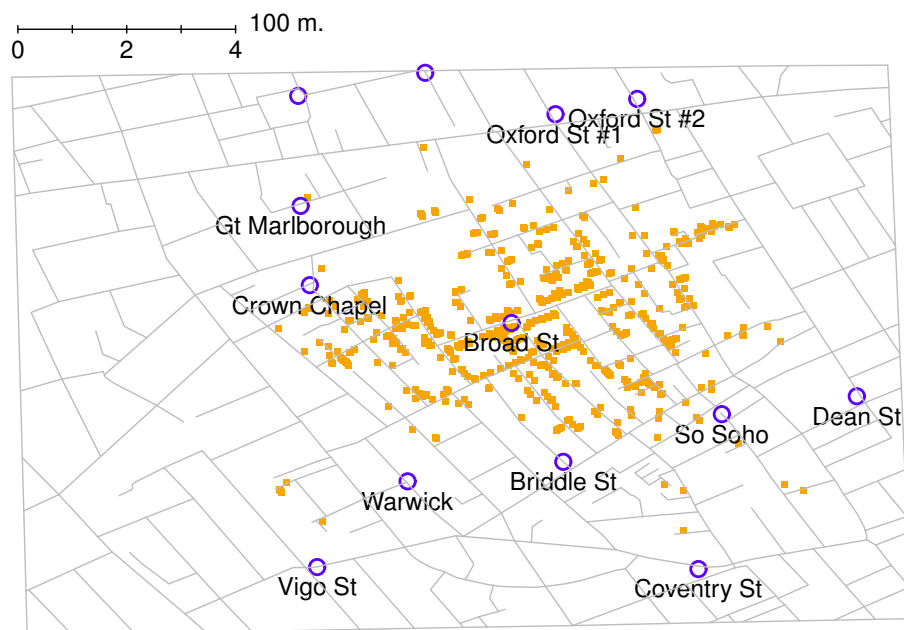 100 m.
0 2 4
Oxford St #2
Oxford St #1
Gt Marlborough
Crown Chapel
Broad St
Dean St
So Soho
Briddle St
Warwick
Vigo St
Coventry St